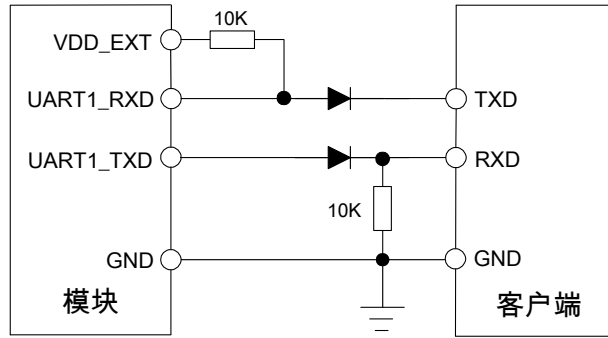 10K
VDD_EXT
UART1_RXD
TXD
UART1_TXD
RXD
10K
GND
GND
模块
客户端